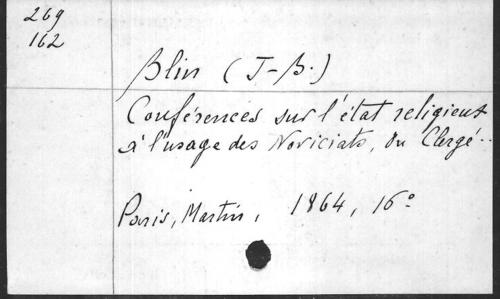 269
162
Blin (J-B.)
Conférences sur l'état religieux
à l'usage des Noviciats, du Clergé..
Paris, Martin, 1864, 16°